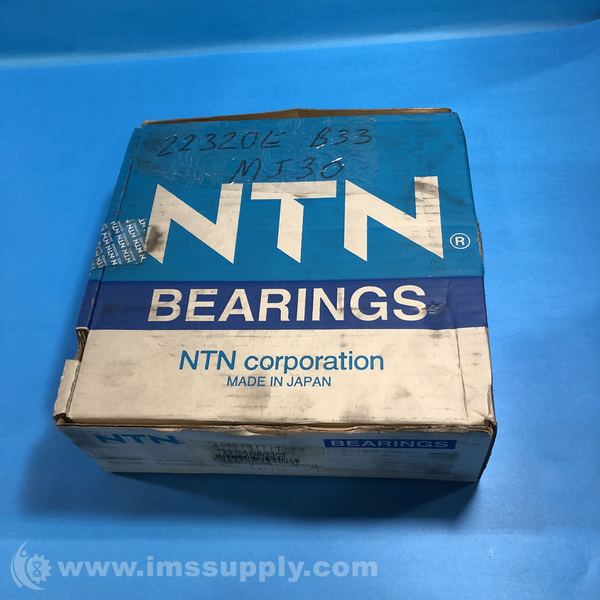 22320E B33
MJ30
NTN®
BEARINGS
NTN corporation
MADE IN JAPAN
NTN
BEARINGS
www.imssupply.com